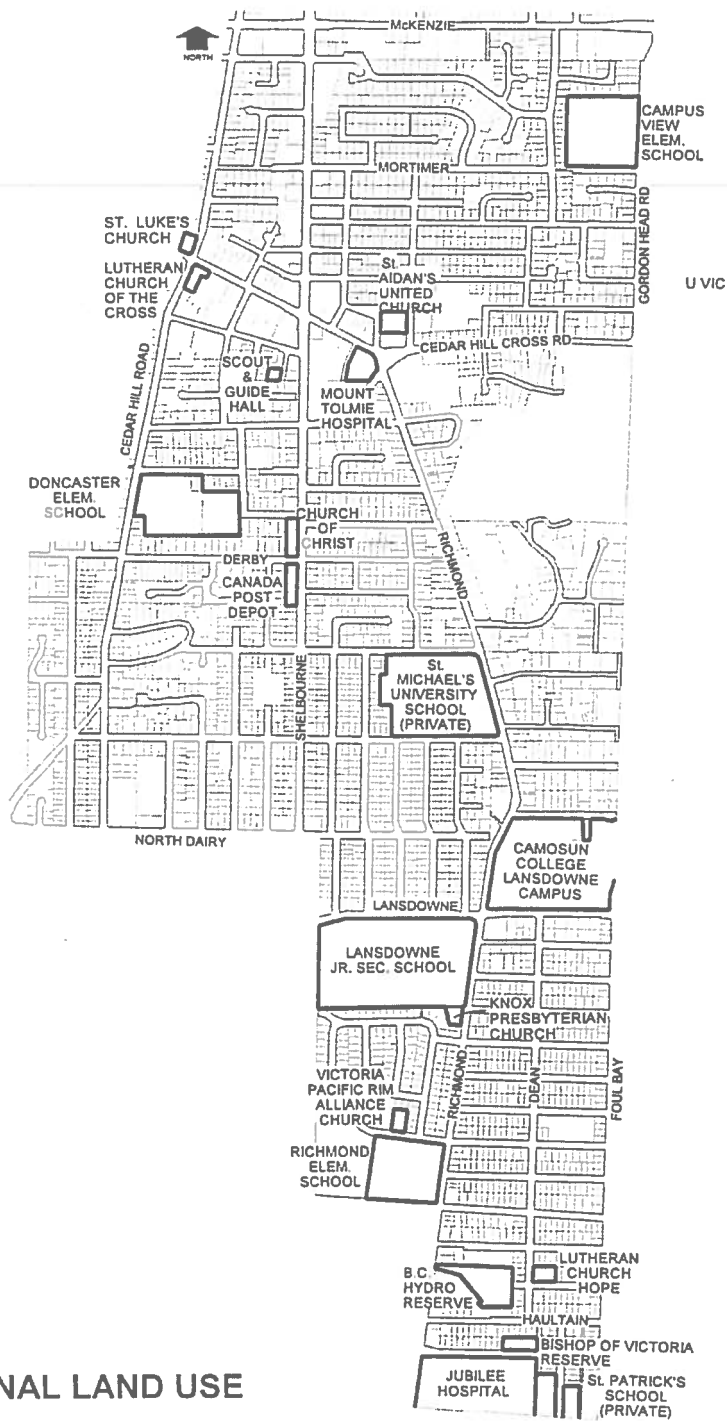 McKENZIE
NORTH
CAMPUS
VIEW
ELEM.
SCHOOL
MORTIMER
GORDON HEAD RD
ST. LUKE'S
CHURCH
LUTHERAN
CHURCH
OF THE
CROSS
St.
AIDAN'S
UNITED
CHURCH
U VIC
CEDAR HILL CROSS RD
CEDAR HILL ROAD
SCOUT
&
GUIDE
HALL
MOUNT
TOLMIE
HOSPITAL
DONCASTER
ELEM.
SCHOOL
CHURCH
OF
CHRIST
RICHMOND
DERBY
CANADA
POST
DEPOT
SHELBOURNE
St.
MICHAEL'S
UNIVERSITY
SCHOOL
(PRIVATE)
NORTH DAIRY
CAMOSUN
COLLEGE
LANSDOWNE
CAMPUS
LANSDOWNE
LANSDOWNE
JR. SEC. SCHOOL
KNOX
PRESBYTERIAN
CHURCH
RICHMOND
DEAN
FOUL BAY
VICTORIA
PACIFIC RIM
ALLIANCE
CHURCH
RICHMOND
ELEM.
SCHOOL
B.C.
HYDRO
RESERVE
LUTHERAN
CHURCH
HOPE
HAULTAIN
BISHOP OF VICTORIA
RESERVE
JUBILEE
HOSPITAL
St. PATRICK'S
SCHOOL
(PRIVATE)
NAL LAND USE